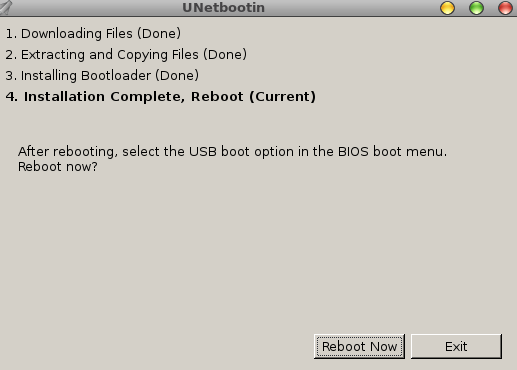 UNetbootin
1. Downloading Files (Done)
2. Extracting and Copying Files (Done)
3. Installing Bootloader (Done)
4. Installation Complete, Reboot (Current)
After rebooting, select the USB boot option in the BIOS boot menu.
Reboot now?
Reboot Now Exit